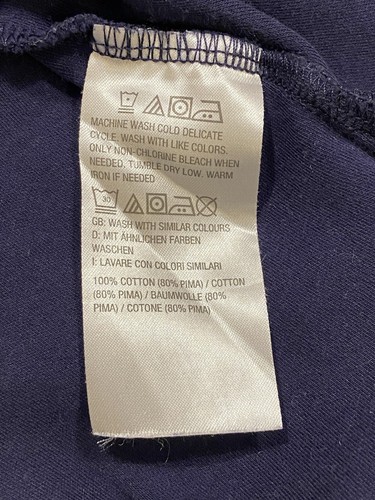 MACHINE WASH COLD DELICATE
CYCLE. WASH WITH LIKE COLORS.
ONLY NON-CHLORINE BLEACH WHEN
NEEDED. TUMBLE DRY LOW. WARM
IRON IF NEEDED
30
GB: WASH WITH SIMILAR COLOURS
D: MIT ÄHNLICHEN FARBEN
WASCHEN
I: LAVARE CON COLORI SIMILARI
100% COTTON (80% PIMA) / COTTON
(80% PIMA) / BAUMWOLLE (80%
PIMA) / COTONE (80% PIMA)